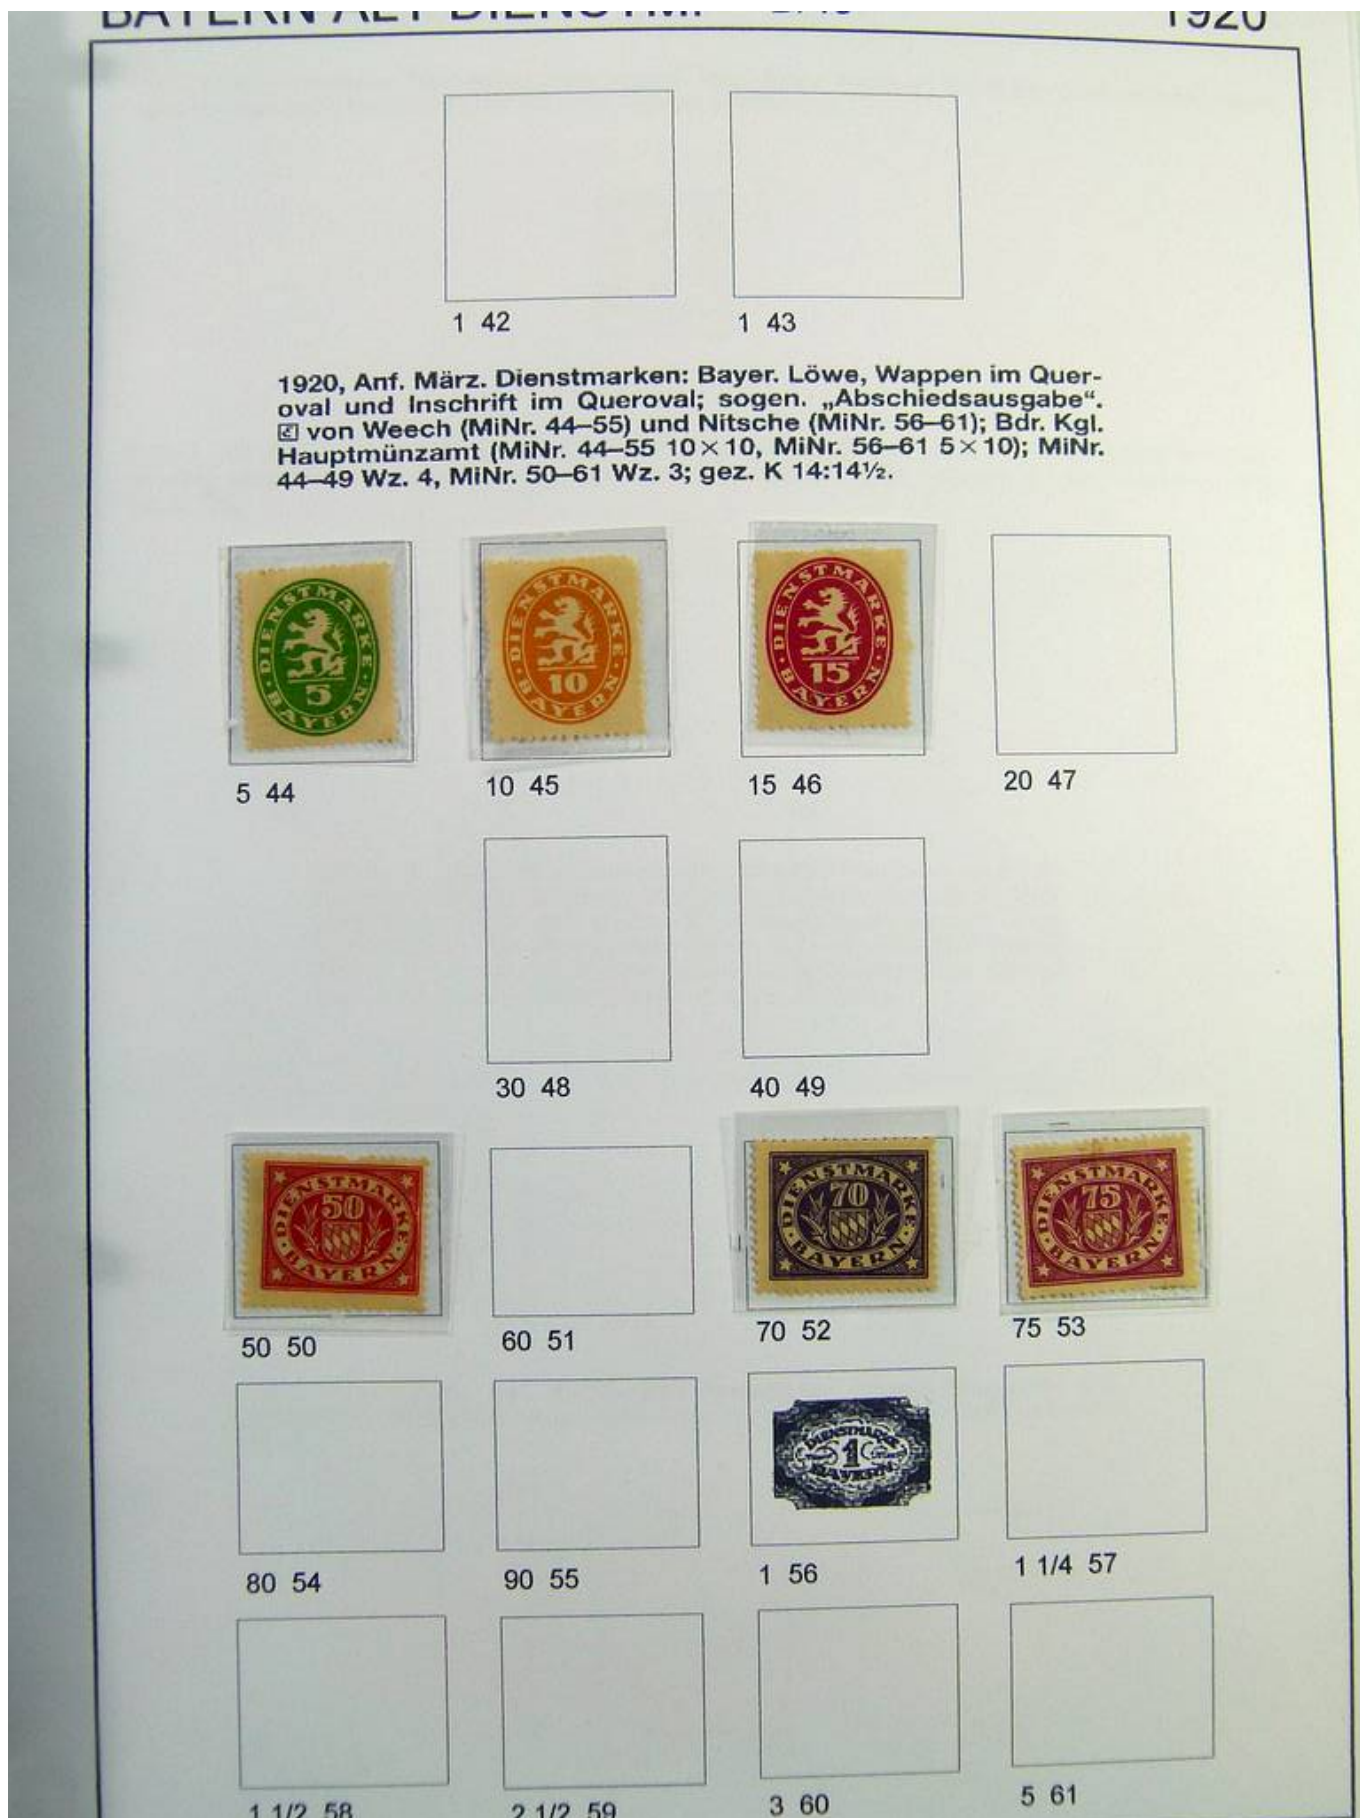 BAYERN ALT DIENSTM.
1920
1 42
1 43
1920, Anf. März. Dienstmarken: Bayer. Löwe, Wappen im Quer-
oval und Inschrift im Queroval; sogen. „Abschiedsausgabe“.
von Weech (MiNr. 44–55) und Nitsche (MiNr. 56–61); Bdr. Kgl.
Hauptmünzamt (MiNr. 44–55 10×10, MiNr. 56–61 5×10); MiNr.
44–49 Wz. 4, MiNr. 50–61 Wz. 3; gez. K 14:14½.
DIENSTMARKE
5
· BAYERN ·
DIENSTMARKE
10
· BAYERN ·
DIENSTMARKE
15
· BAYERN ·
5 44
10 45
15 46
20 47
30 48
40 49
DIENSTMARKE
50
· BAYERN ·
DIENSTMARKE
70
· BAYERN ·
DIENSTMARKE
75
· BAYERN ·
50 50
60 51
70 52
75 53
DIENSTMARKE
1
BAYERN
80 54
90 55
1 56
1 1/4 57
1 1/2 58
2 1/2 59
3 60
5 61